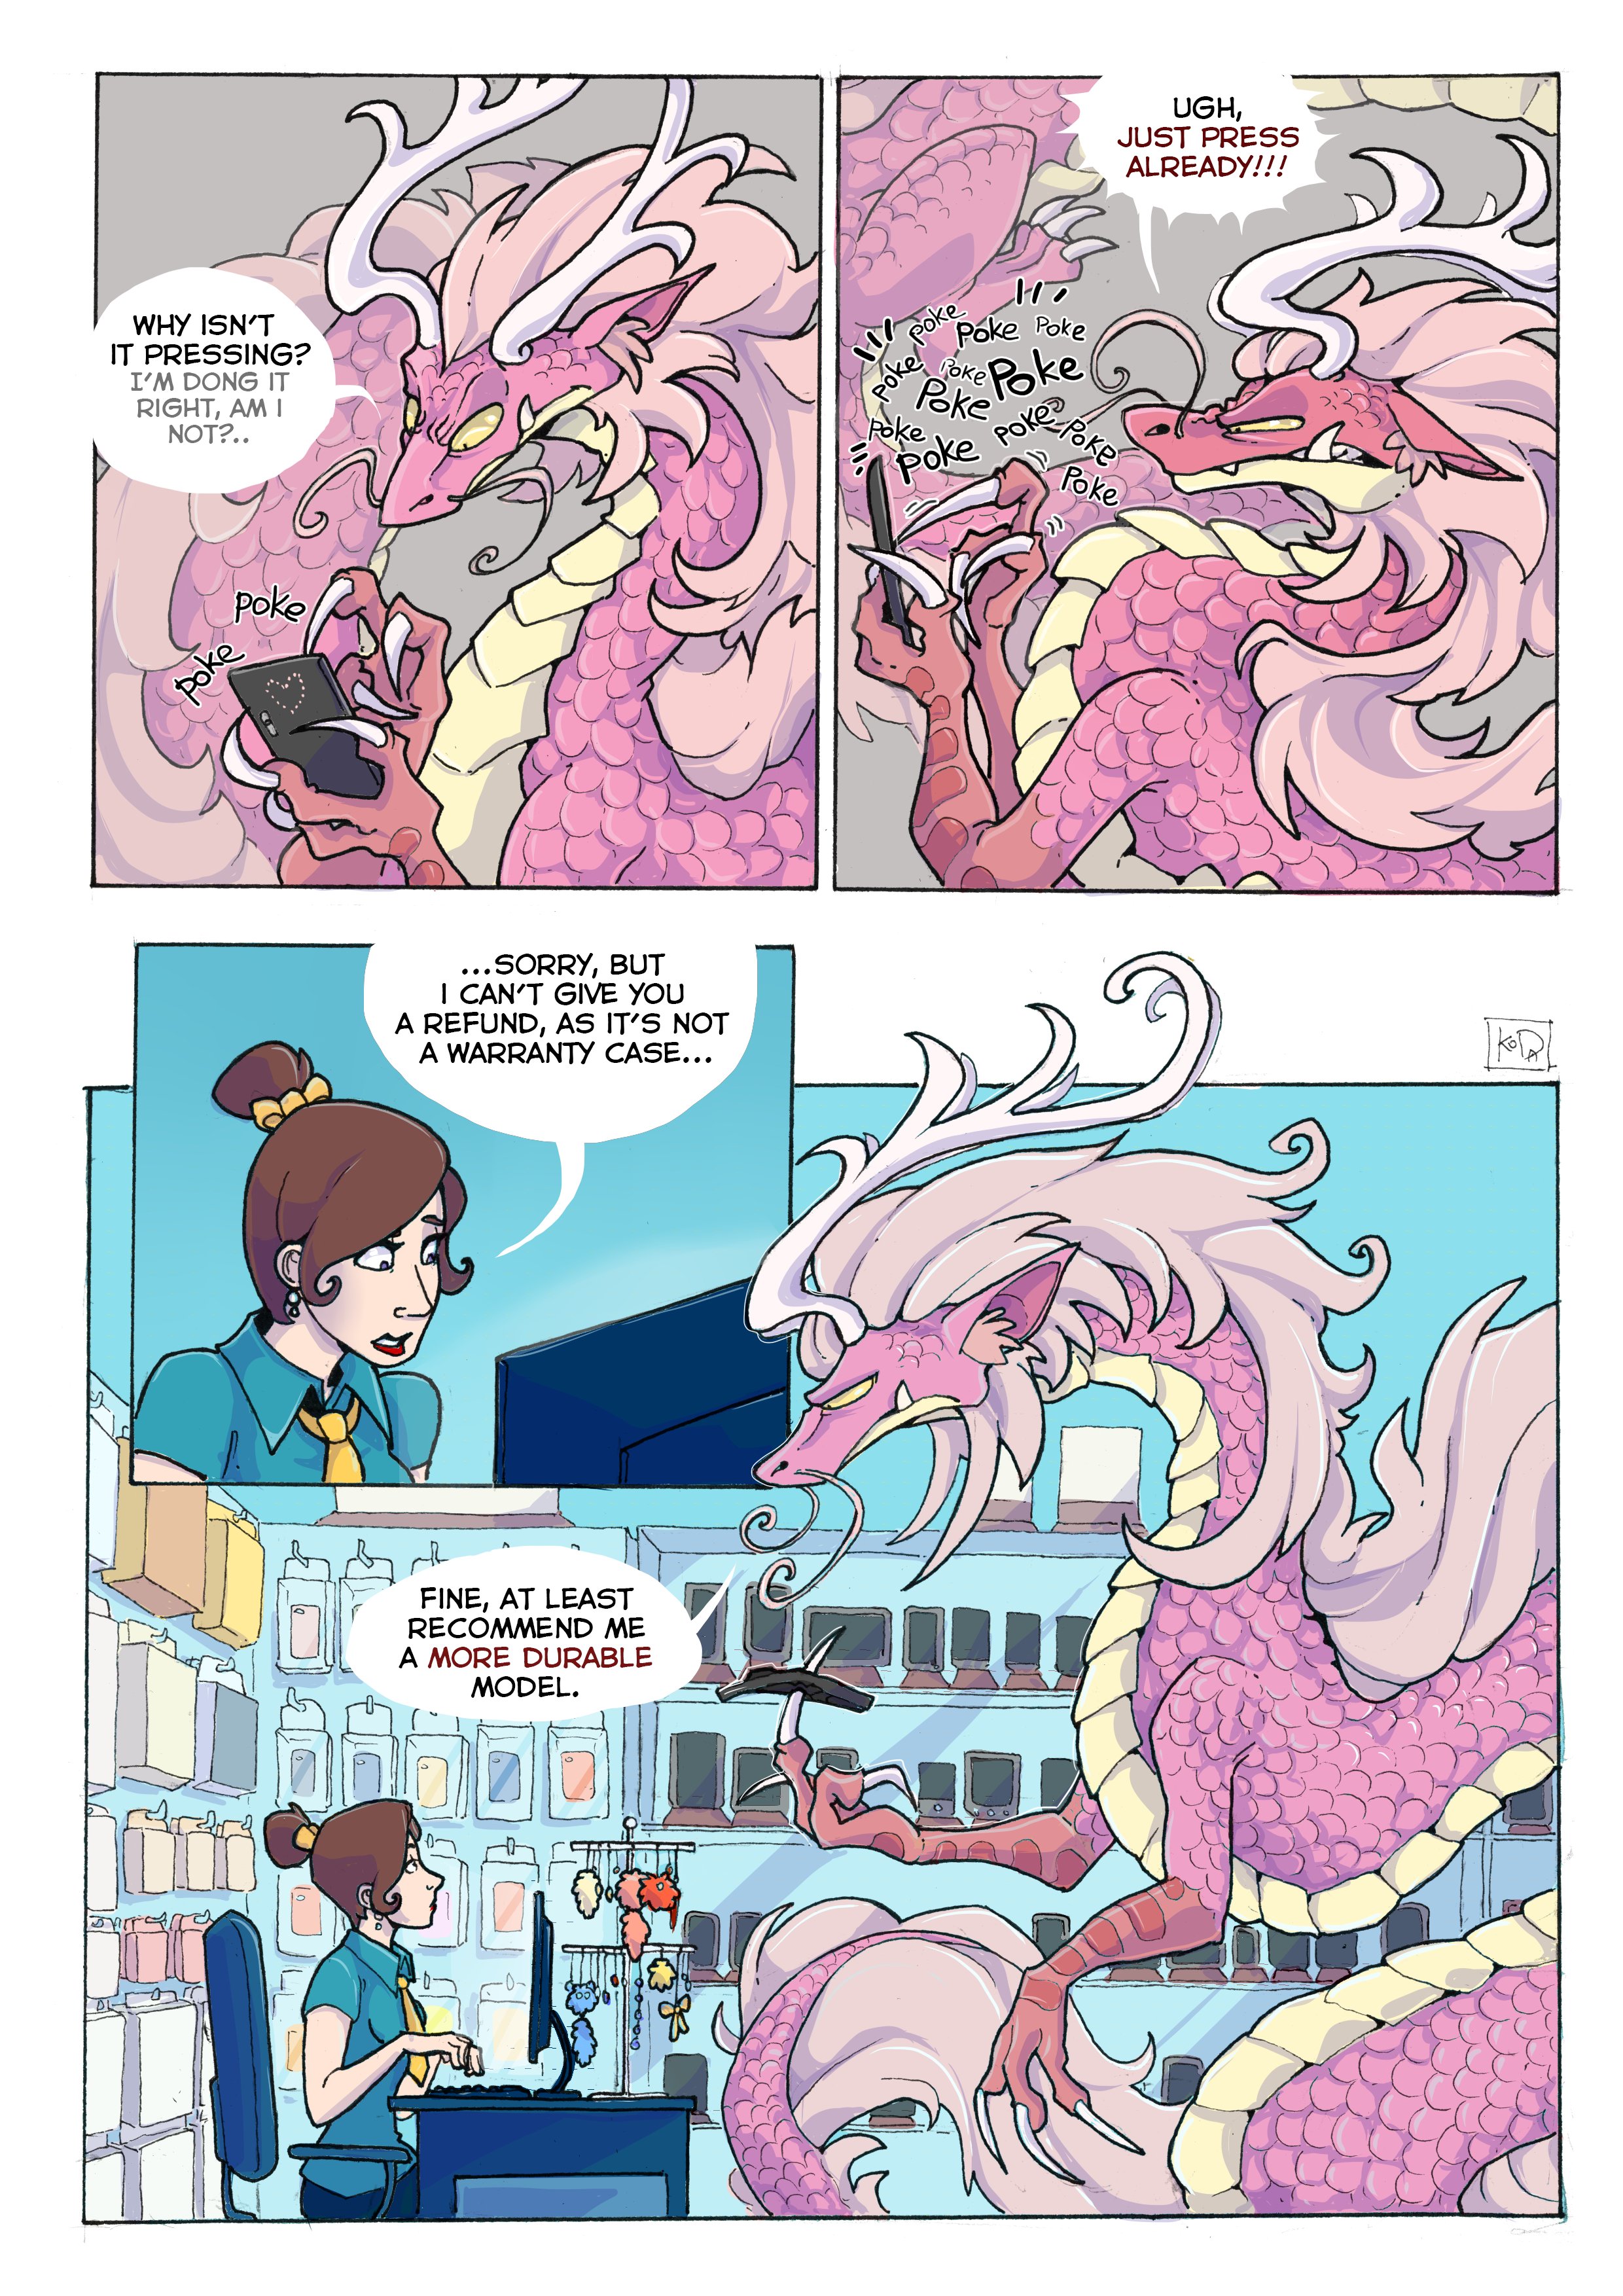 WHY ISN'T
IT PRESSING?
I'M DONG IT
RIGHT, AM I
NOT?..
poke
poke
UGH,
JUST PRESS
ALREADY!!!
poke
poke
poke
poke
poke
poke
poke
poke
poke
poke
poke
poke
...SORRY, BUT
I CAN'T GIVE YOU
A REFUND, AS IT'S NOT
A WARRANTY CASE...
KODA
FINE, AT LEAST
RECOMMEND ME
A MORE DURABLE
MODEL.